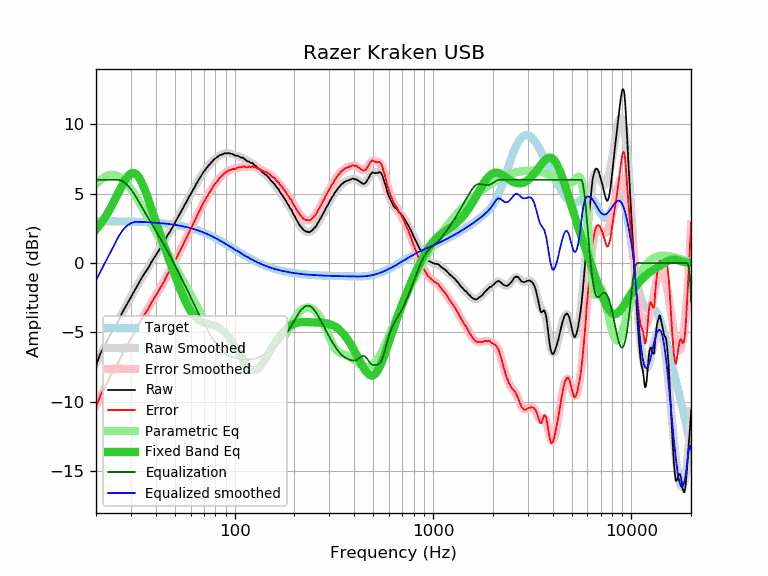 Razer Kraken USB
Amplitude (dBr)
10
5
0
−5
−10
−15
Target
Raw Smoothed
Error Smoothed
Raw
Error
Parametric Eq
Fixed Band Eq
Equalization
Equalized smoothed
100
1000
10000
Frequency (Hz)